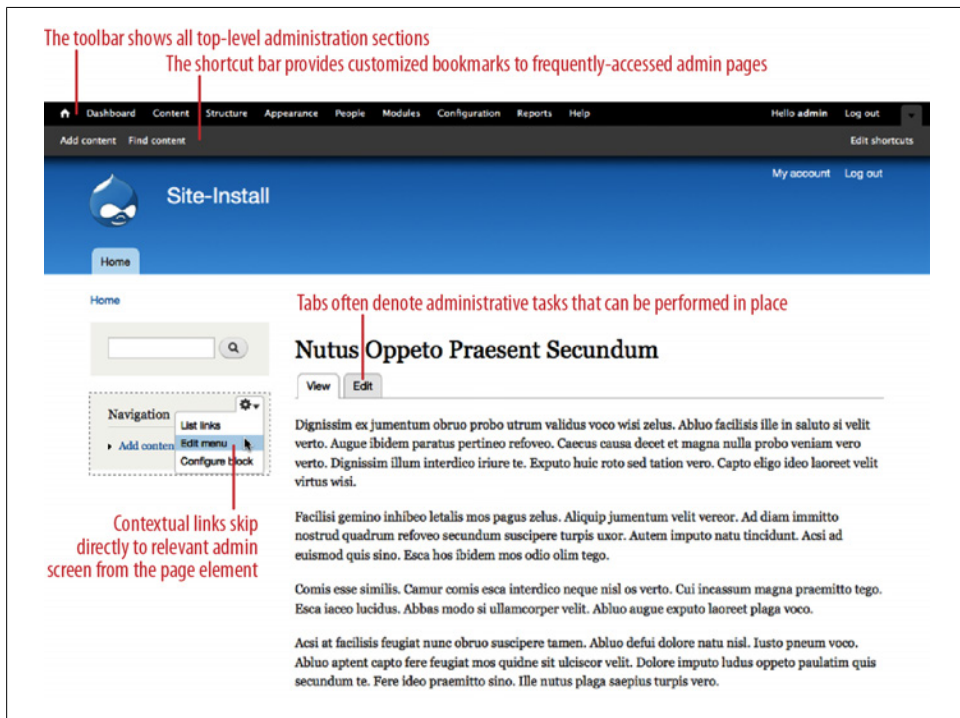 The toolbar shows all top-level administration sections
The shortcut bar provides customized bookmarks to frequently-accessed admin pages
Dashboard Content Structure Appearance People Modules Configuration Reports Help Hello admin Log out
Add content Find content Edit shortcuts
My account Log out
Site-Install
Home
Home
Tabs often denote administrative tasks that can be performed in place
Nutus Oppeto Praesent Secundum
View Edit
Navigation
List links
Add conten Edit menu
Configure block
Contextual links skip
directly to relevant admin
screen from the page element
Dignissim ex jumentum obruo probo utrum validus voco wisi zelus. Abluo facilisis ille in saluto si velit
verto. Augue ibidem paratus pertineo refoveo. Caecus causa decet et magna nulla probo veniam vero
verto. Dignissim illum interdico iriure te. Exputo huic roto sed tation vero. Capto eligo ideo laoreet velit
virtus wisi.
Facilisi gemino inhibeo letalis mos pagus zelus. Aliquip jumentum velit vereor. Ad diam immitto
nostrud quadrum refoveo secundum suscipere turpis uxor. Autem imputo natu tincidunt. Acsi ad
euismod quis sino. Esca hos ibidem mos odio olim tego.
Comis esse similis. Camur comis esca interdico neque nisl os verto. Cui incassum magna praemitto tego.
Esca iaceo lucidus. Abbas modo si ullamcorper velit. Abluo augue exputo laoreet plaga voco.
Acsi at facilisis feugiat nunc obruo suscipere tamen. Abluo defui dolore natu nisl. Iusto pneum voco.
Abluo aptent capto fere feugiat mos quidne sit ulciscor velit. Dolore imputo ludus oppeto paulatim quis
secundum te. Fere ideo praemitto sino. Ille nutus plaga saepius turpis vero.